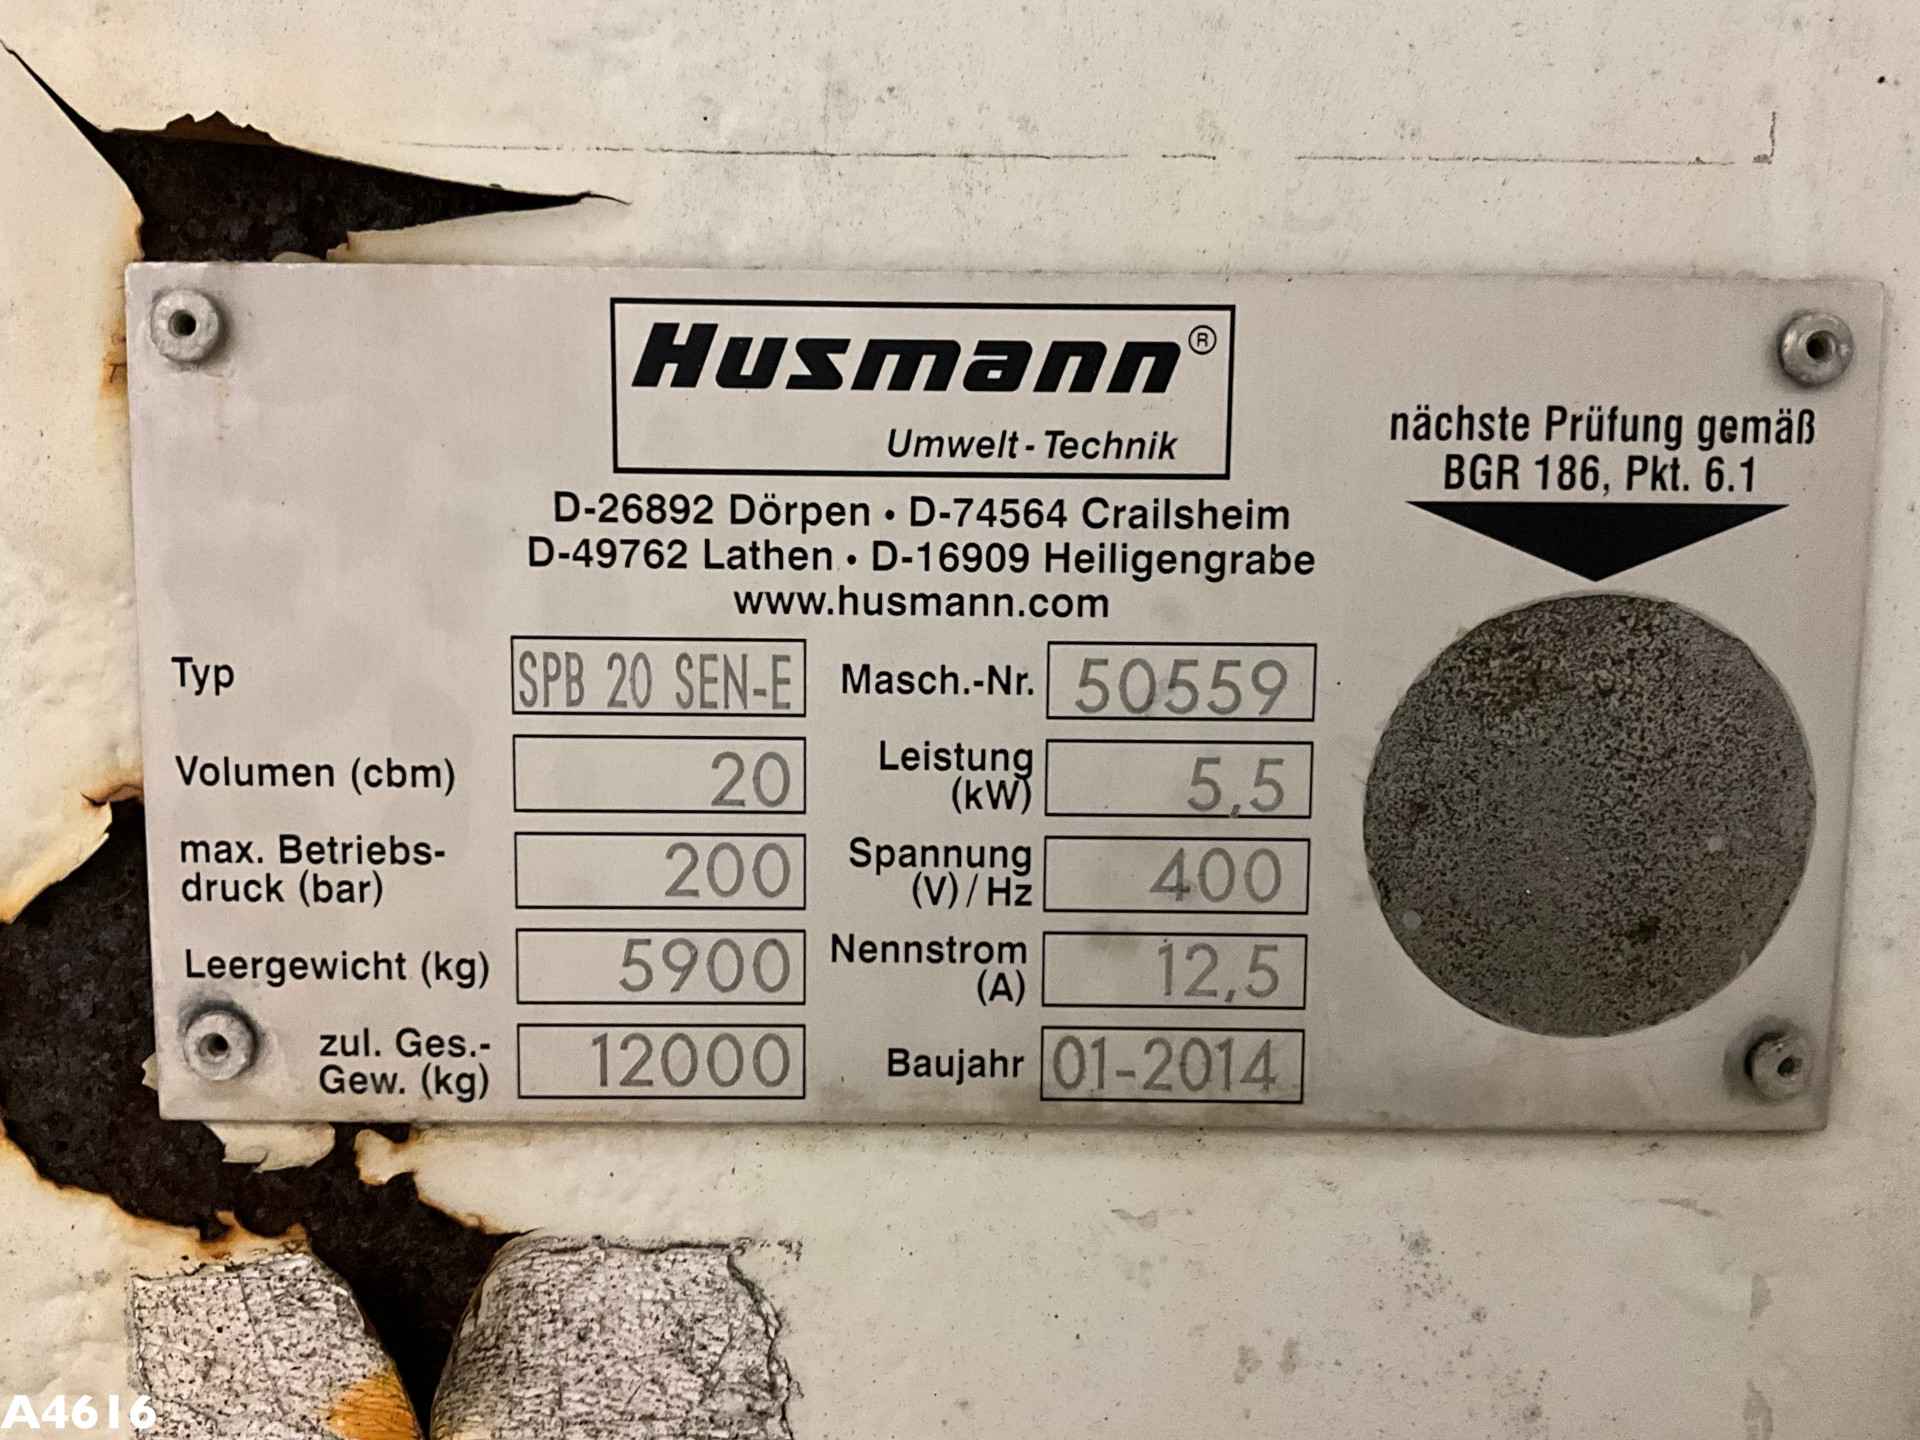 Husmann®
Umwelt-Technik
nächste Prüfung gemäß
BGR 186, Pkt. 6.1
D-26892 Dörpen • D-74564 Crailsheim
D-49762 Lathen • D-16909 Heiligengrabe
www.husmann.com
Typ SPB 20 SEN-E Masch.-Nr. 50559
Volumen (cbm) 20 Leistung (kW) 5,5
max. Betriebs-
druck (bar) 200 Spannung (V)/Hz 400
Leergewicht (kg) 5900 Nennstrom (A) 12,5
zul. Ges.-
Gew. (kg) 12000 Baujahr 01-2014
A4616